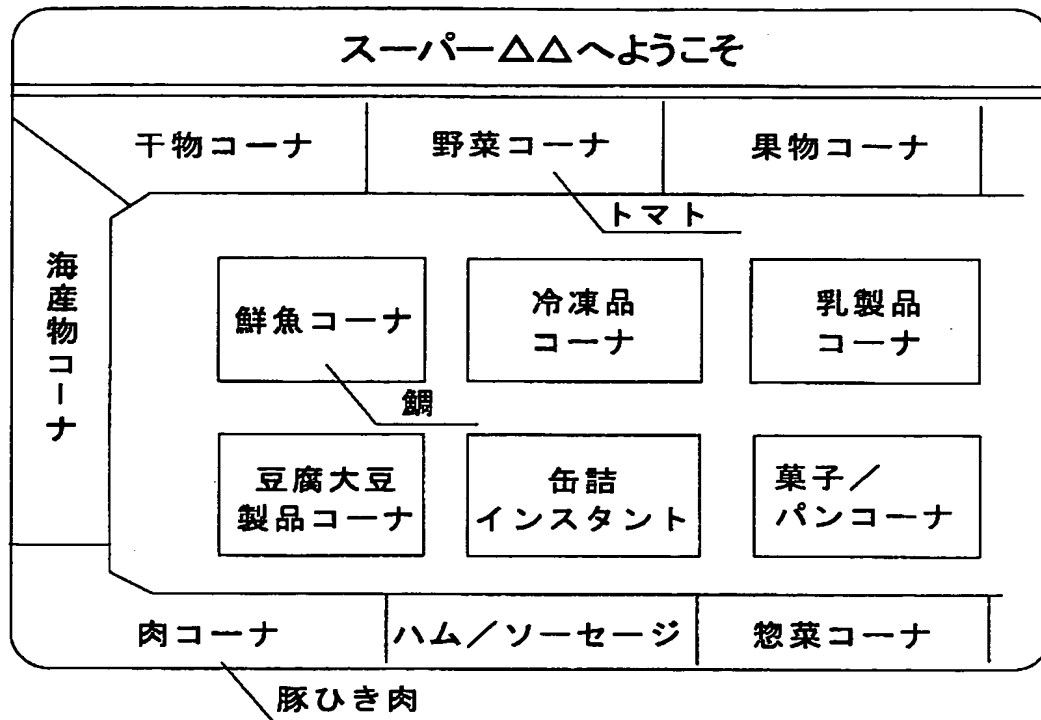 スーパー△△へようこそ
干物コーナ
野菜コーナ
果物コーナ
トマト
海産物コーナ
鮮魚コーナ
冷凍品
コーナ
乳製品
コーナ
鯛
豆腐大豆
製品コーナ
缶詰
インスタント
菓子／
パンコーナ
肉コーナ
ハム／ソーセージ
惣菜コーナ
豚ひき肉